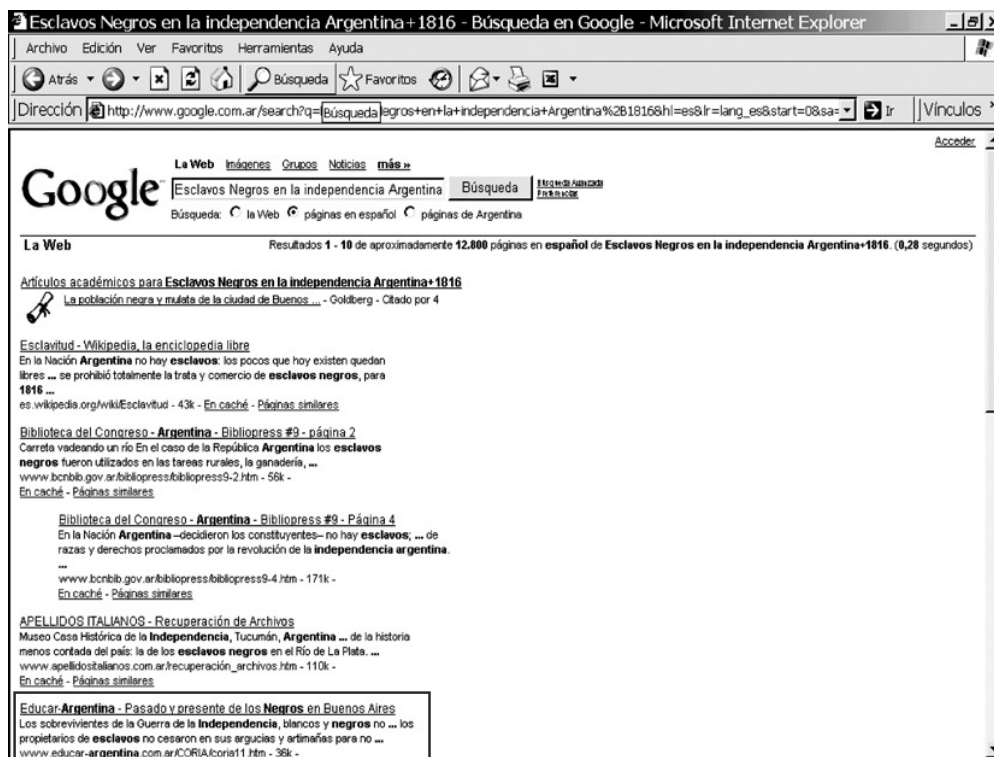 Esclavos Negros en la independencia Argentina+1816 - Búsqueda en Google - Microsoft Internet Explorer
Archivo Edición Ver Favoritos Herramientas Ayuda
Atrás Búsqueda Favoritos
Dirección http://www.google.com.ar/search?q= Búsqueda legros+en+la+independencia+Argentina%2B1816&hl=es&lr=lang_es&start=0&sa= Ir Vínculos
Acceder
La Web Imágenes Grupos Noticias más »
Google Esclavos Negros en la independencia Argentina Búsqueda Búsqueda Avanzada
Preferencias
Búsqueda: la Web páginas en español páginas de Argentina
La Web Resultados 1 - 10 de aproximadamente 12.800 páginas en español de Esclavos Negros en la independencia Argentina+1816. (0,28 segundos)
Artículos académicos para Esclavos Negros en la independencia Argentina+1816
La población negra y mulata de la ciudad de Buenos ... - Goldberg - Citado por 4
Esclavitud - Wikipedia, la enciclopedia libre
En la Nación Argentina no hay esclavos: los pocos que hoy existen quedan
libres ... se prohibió totalmente la trata y comercio de esclavos negros, para
1816 ...
es.wikipedia.org/wiki/Esclavitud - 43k - En caché - Páginas similares
Biblioteca del Congreso - Argentina - Bibliopress #9 - página 2
Carreta vadeando un río En el caso de la República Argentina los esclavos
negros fueron utilizados en las tareas rurales, la ganadería, ...
www.bcnbib.gov.ar/bibliopress/bibliopress9-2.htm - 56k -
En caché - Páginas similares
Biblioteca del Congreso - Argentina - Bibliopress #9 - Página 4
En la Nación Argentina –decidieron los constituyentes– no hay esclavos; ... de
razas y derechos proclamados por la revolución de la independencia argentina.
...
www.bcnbib.gov.ar/bibliopress/bibliopress9-4.htm - 171k -
En caché - Páginas similares
APELLIDOS ITALIANOS - Recuperación de Archivos
Museo Casa Histórica de la Independencia, Tucumán, Argentina ... de la historia
menos contada del país: la de los esclavos negros en el Río de La Plata. ...
www.apellidositalianos.com.ar/recuperación_archivos.htm - 110k -
En caché - Páginas similares
Educar-Argentina - Pasado y presente de los Negros en Buenos Aires
Los sobrevivientes de la Guerra de la Independencia, blancos y negros no ... los
propietarios de esclavos no cesaron en sus argucias y artimañas para no ...
www.educar-argentina.com.ar/CORIA/coria11.htm - 36k -